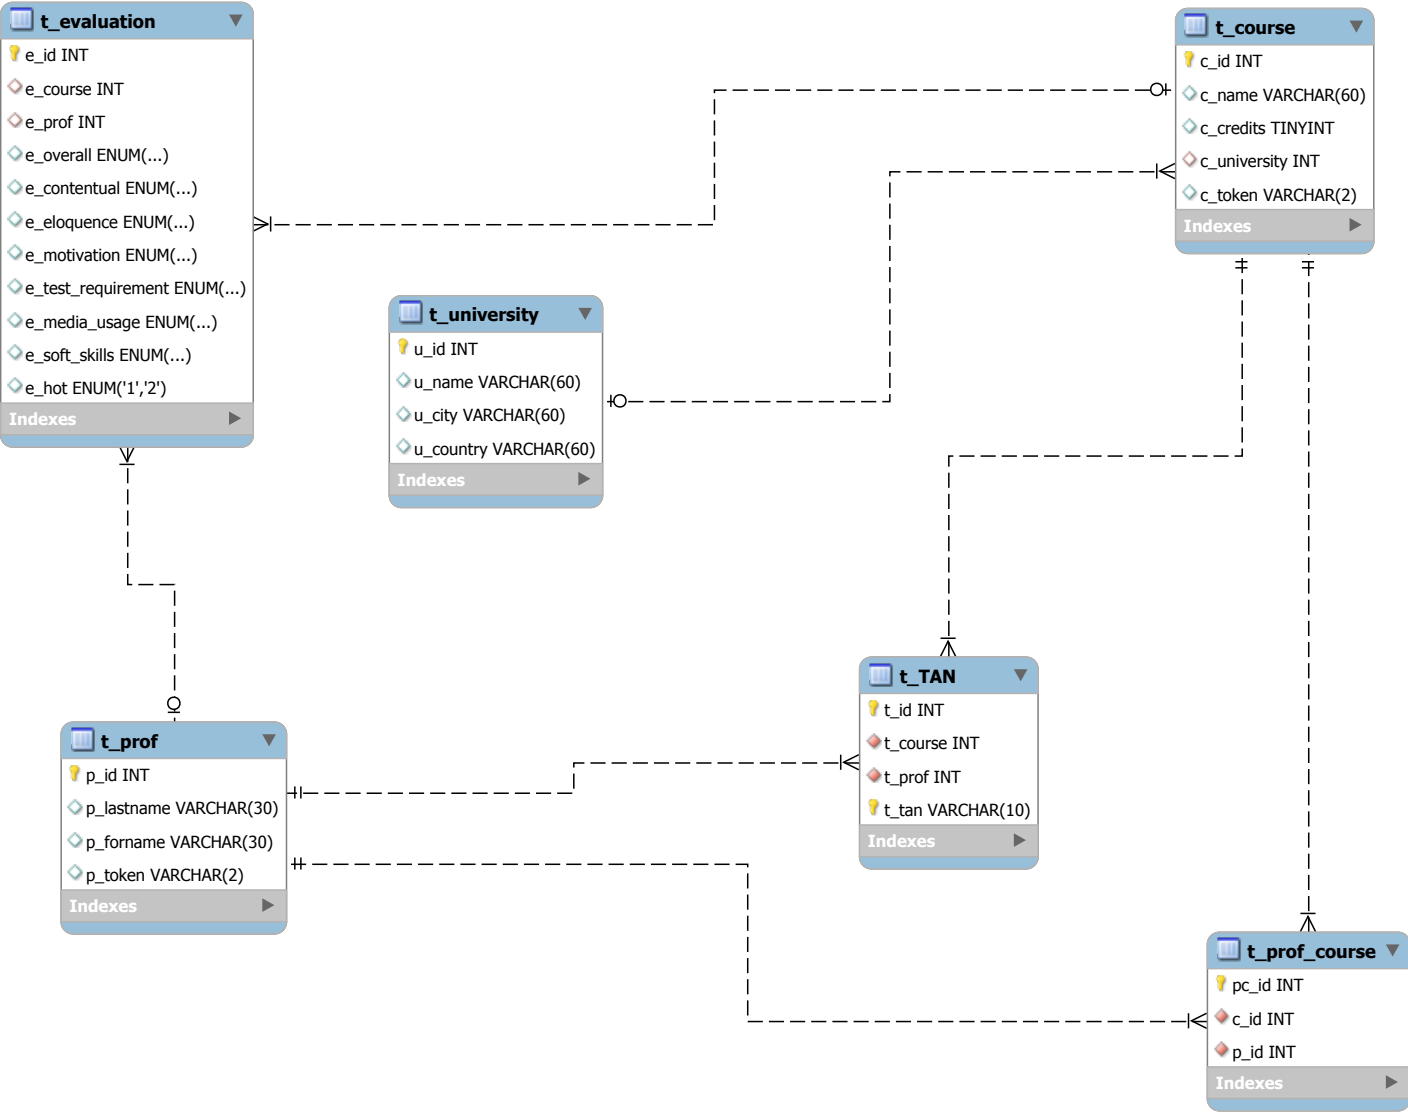 t_evaluation
e_id INT
e_course INT
e_prof INT
e_overall ENUM(...)
e_contentual ENUM(...)
e_eloquence ENUM(...)
e_motivation ENUM(...)
e_test_requirement ENUM(...)
e_media_usage ENUM(...)
e_soft_skills ENUM(...)
e_hot ENUM('1','2')
Indexes
t_course
c_id INT
c_name VARCHAR(60)
c_credits TINYINT
c_university INT
c_token VARCHAR(2)
Indexes
t_university
u_id INT
u_name VARCHAR(60)
u_city VARCHAR(60)
u_country VARCHAR(60)
Indexes
t_TAN
t_id INT
t_course INT
t_prof INT
t_tan VARCHAR(10)
Indexes
t_prof
p_id INT
p_lastname VARCHAR(30)
p_forname VARCHAR(30)
p_token VARCHAR(2)
Indexes
t_prof_course
pc_id INT
c_id INT
p_id INT
Indexes